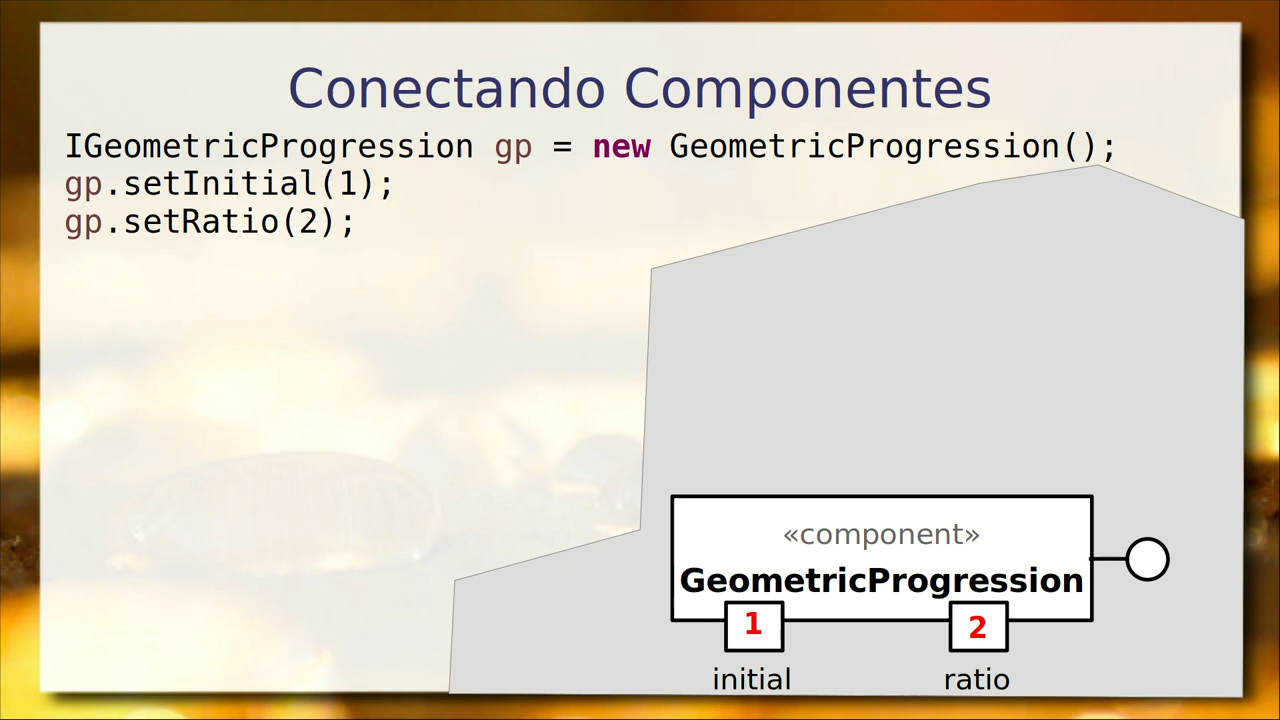 Conectando Componentes
IGeometricProgression gp = new GeometricProgression();
gp.setInitial(1);
gp.setRatio(2);
«component»
GeometricProgression
1 2
initial ratio